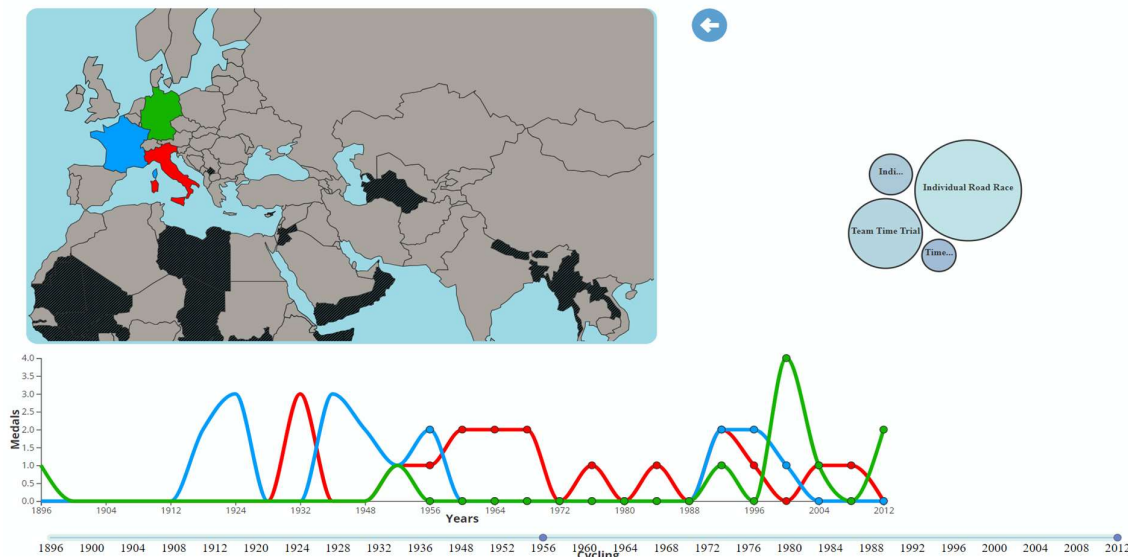 Indi...
Individual Road Race
Team Time Trial
Time...
4.0
3.5
3.0
2.5
2.0
1.5
1.0
0.5
0.0
Medals
1896 1904 1912 1924 1932 1948 1956 1964 1972 1980 1988 1996 2004 2012
Years
1896 1900 1904 1908 1912 1920 1924 1928 1932 1936 1948 1952 1956 1960 1964 1968 1972 1976 1980 1984 1988 1992 1996 2000 2004 2008 2012
Cycling